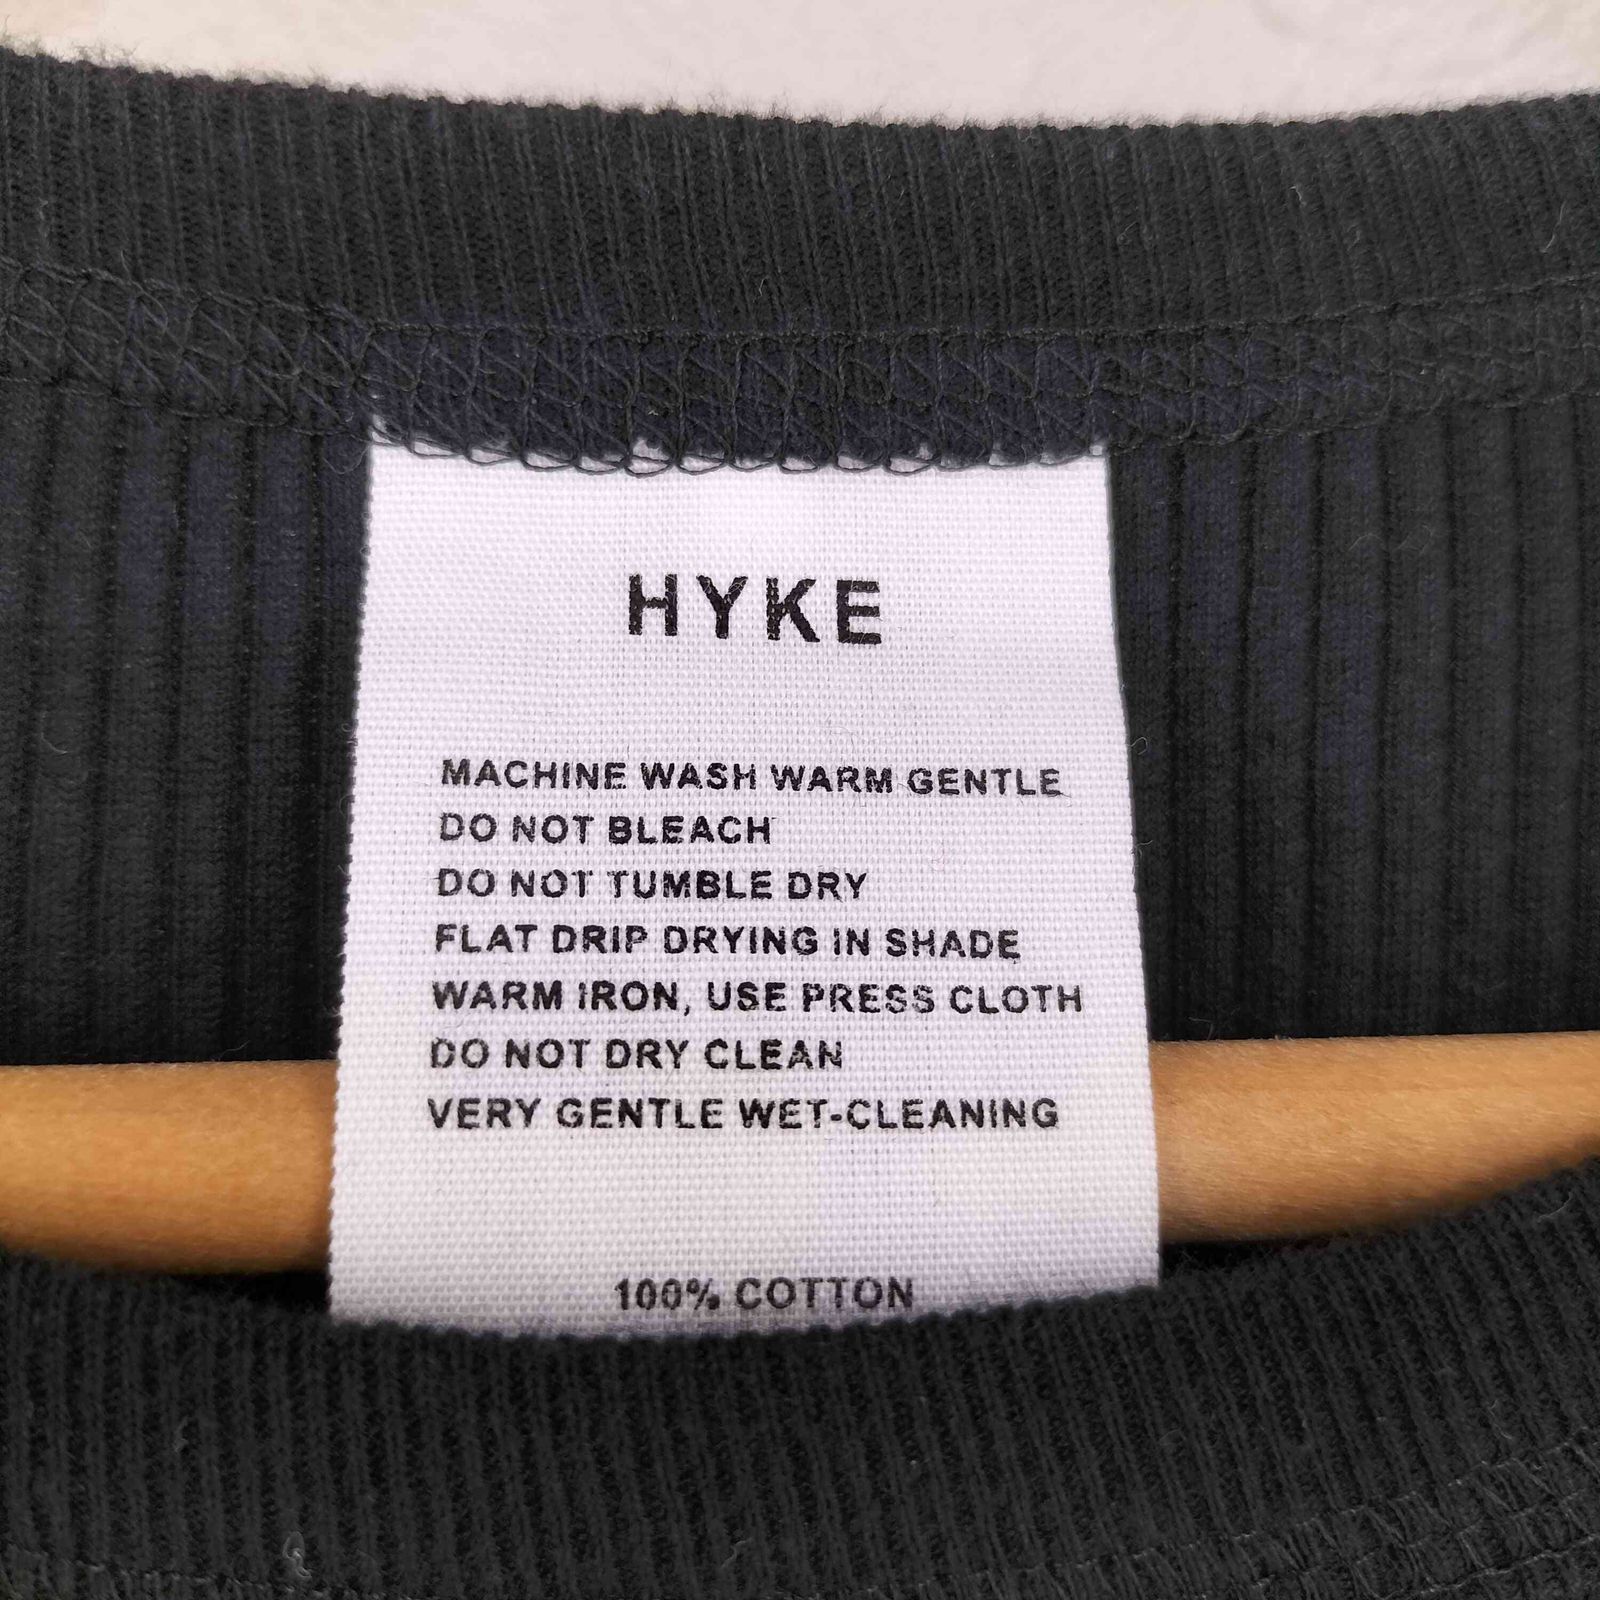 HYKE
MACHINE WASH WARM GENTLE
DO NOT BLEACH
DO NOT TUMBLE DRY
FLAT DRIP DRYING IN SHADE
WARM IRON, USE PRESS CLOTH
DO NOT DRY CLEAN
VERY GENTLE WET-CLEANING
100% COTTON